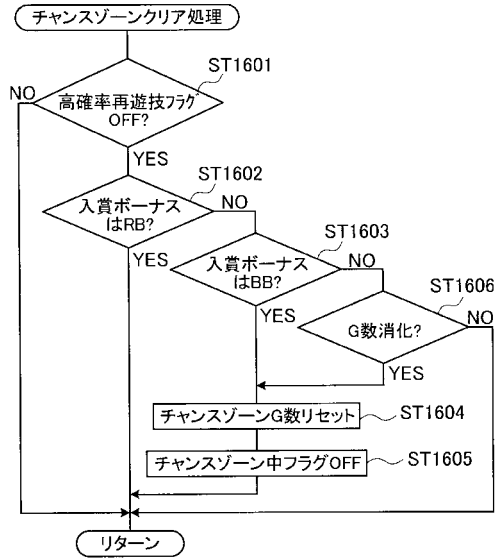 チャンスゾーンクリア処理
ST1601
高確率再遊技フラグ
OFF?
NO
YES
ST1602
入賞ボーナス
はRB?
NO
YES
ST1603
入賞ボーナス
はBB?
NO
YES
ST1606
G数消化?
NO
YES
チャンスゾーンG数リセット
ST1604
チャンスゾーン中フラグOFF
ST1605
リターン